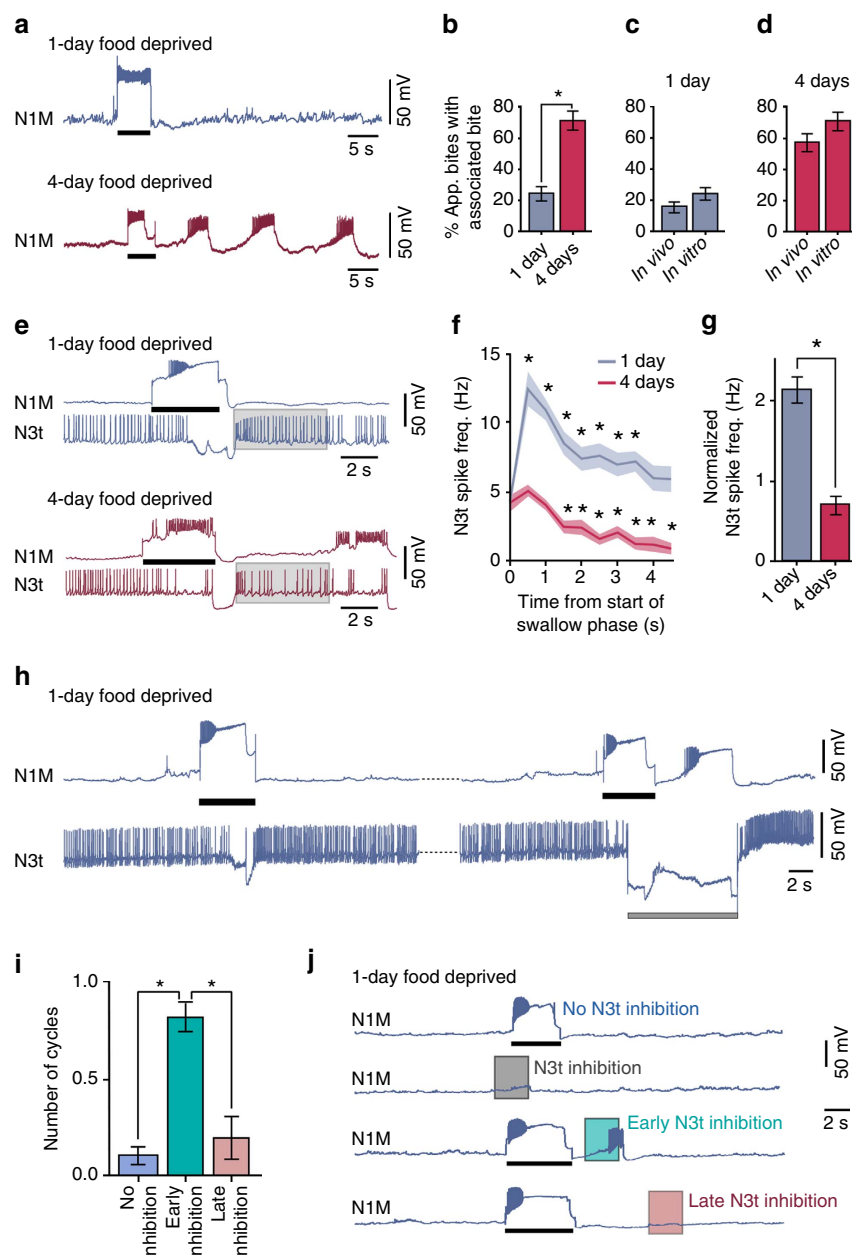 a
1-day food deprived
N1M
50 mV
5 s
4-day food deprived
N1M
50 mV
5 s
b
% App. bites with
associated bite
80
60
40
20
0
*
1 day
4 days
c
1 day
80
60
40
20
0
In vivo
In vitro
d
4 days
80
60
40
20
0
In vivo
In vitro
e
1-day food deprived
N1M
N3t
50 mV
2 s
4-day food deprived
N1M
N3t
50 mV
2 s
f
N3t spike freq. (Hz)
15
10
5
0
1 day
4 days
* * * * * * *
* * * * * * *
0 1 2 3 4
Time from start of
swallow phase (s)
g
Normalized
N3t spike freq. (Hz)
2
1
0
*
1 day
4 days
h
1-day food deprived
N1M
50 mV
N3t
50 mV
2 s
i
Number of cycles
1.0
0.5
0.0
* *
No
inhibition
Early
inhibition
Late
inhibition
j
1-day food deprived
N1M
No N3t inhibition
N1M
N3t inhibition
N1M
Early N3t inhibition
N1M
Late N3t inhibition
50 mV
2 s